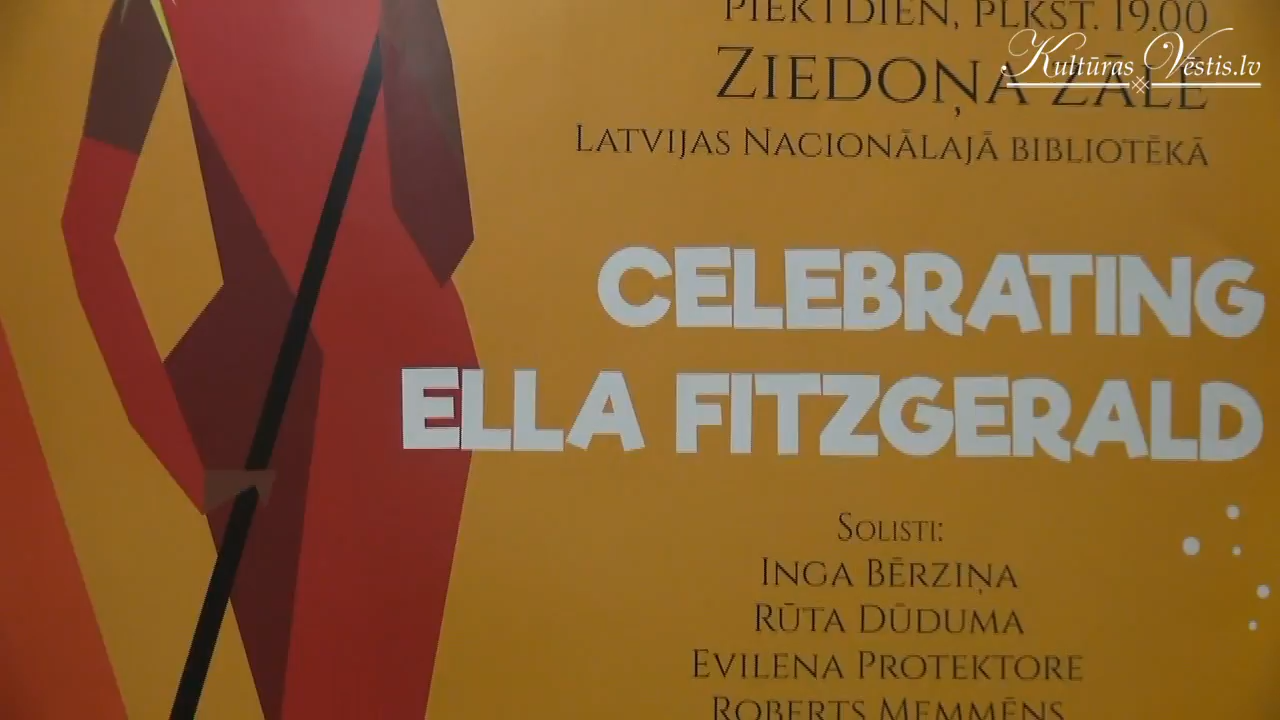 PIEKTDIEN, PLKST. 19.00
Kultūras Vēstis.lv
ZIEDOŅA ZĀLĒ
LATVIJAS NACIONĀLAJĀ BIBLIOTĒKĀ
CELEBRATING
ELLA FITZGERALD
SOLISTI:
INGA BĒRZIŅA
RŪTA DŪDUMA
EVILENA PROTEKTORE
ROBERTS MEMMĒNS